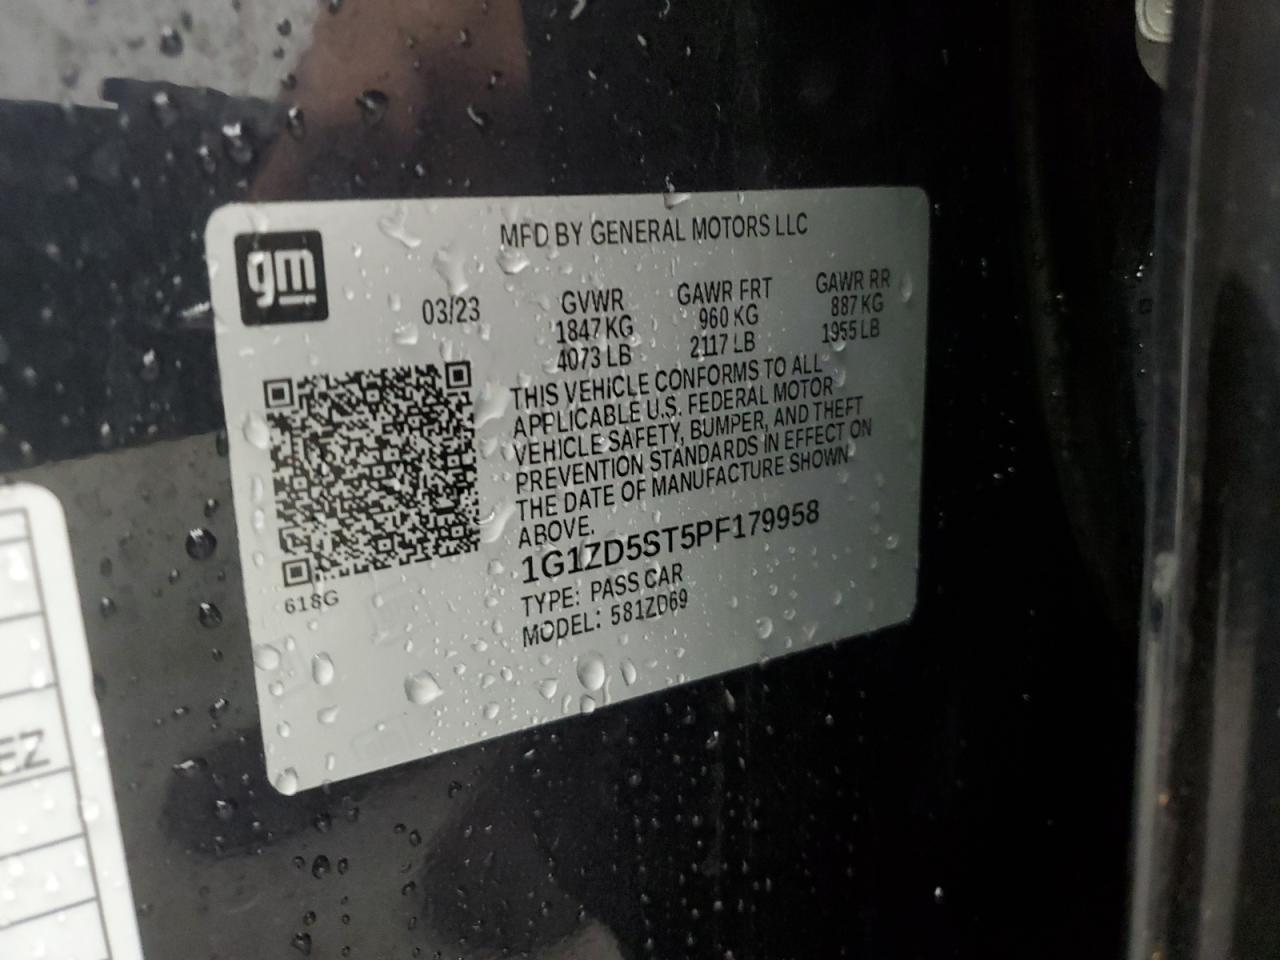 gm
MFD BY GENERAL MOTORS LLC
03/23
GVWR
1847 KG
4073 LB
GAWR FRT
960 KG
2117 LB
GAWR RR
887 KG
1955 LB
THIS VEHICLE CONFORMS TO ALL
APPLICABLE U.S. FEDERAL MOTOR
VEHICLE SAFETY, BUMPER, AND THEFT
PREVENTION STANDARDS IN EFFECT ON
THE DATE OF MANUFACTURE SHOWN
ABOVE.
1G1ZD5ST5PF179958
TYPE: PASS CAR
MODEL: 581ZD69
618G
EZ